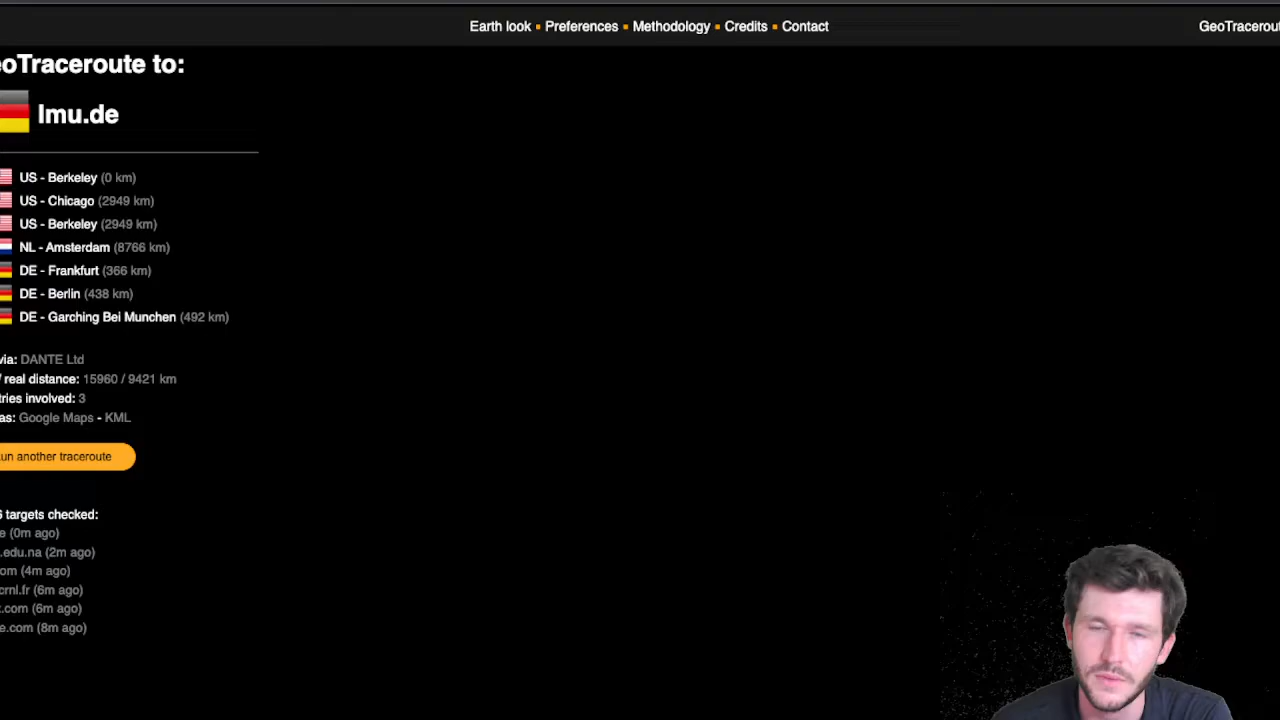 Earth look ▪ Preferences ▪ Methodology ▪ Credits ▪ Contact
GeoTracerout
eoTraceroute to:
lmu.de
US - Berkeley (0 km)
US - Chicago (2949 km)
US - Berkeley (2949 km)
NL - Amsterdam (8766 km)
DE - Frankfurt (366 km)
DE - Berlin (438 km)
DE - Garching Bei Munchen (492 km)
via: DANTE Ltd
/ real distance: 15960 / 9421 km
tries involved: 3
as: Google Maps - KML
un another traceroute
6 targets checked:
e (0m ago)
.edu.na (2m ago)
om (4m ago)
crnl.fr (6m ago)
t.com (6m ago)
e.com (8m ago)